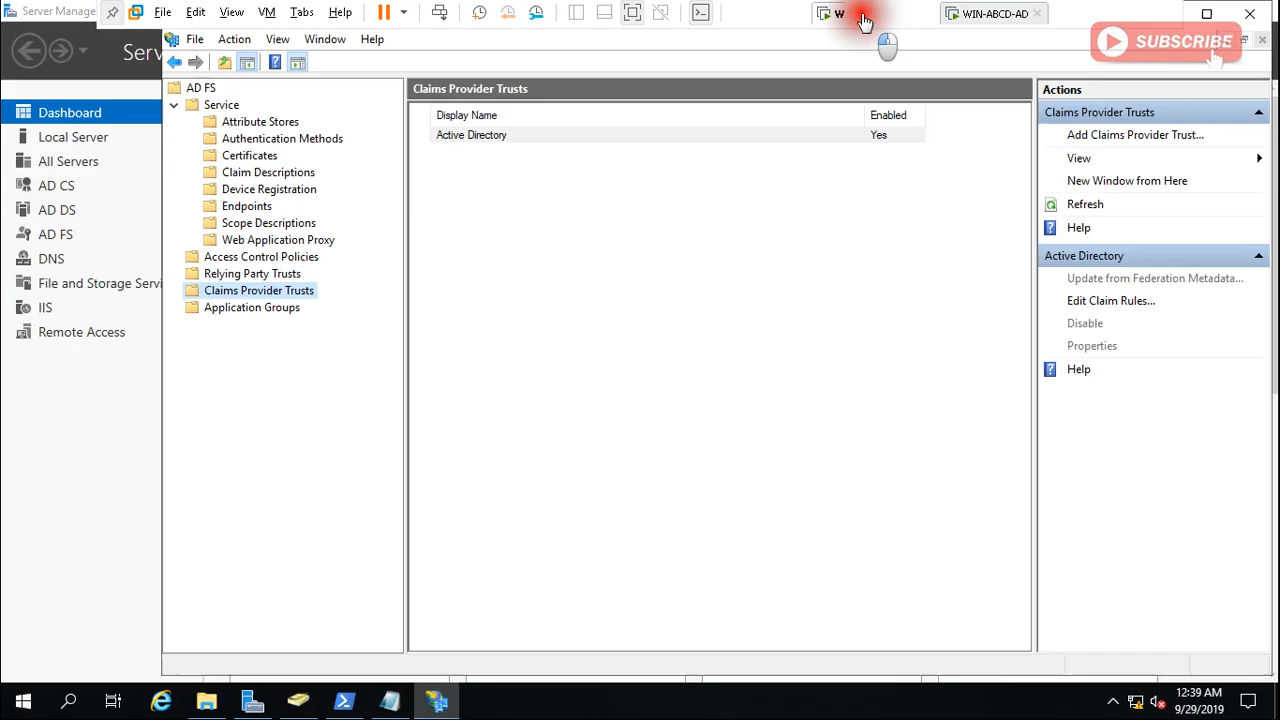 Server Manage
File Edit View VM Tabs Help
W
WIN-ABCD-AD
SUBSCRIBE
Serv
File Action View Window Help
Dashboard
Local Server
All Servers
AD CS
AD DS
AD FS
DNS
File and Storage Servi
IIS
Remote Access
AD FS
Service
Attribute Stores
Authentication Methods
Certificates
Claim Descriptions
Device Registration
Endpoints
Scope Descriptions
Web Application Proxy
Access Control Policies
Relying Party Trusts
Claims Provider Trusts
Application Groups
Claims Provider Trusts
Display Name Enabled
Active Directory Yes
Actions
Claims Provider Trusts
Add Claims Provider Trust...
View
New Window from Here
Refresh
Help
Active Directory
Update from Federation Metadata...
Edit Claim Rules...
Disable
Properties
Help
12:39 AM
9/29/2019